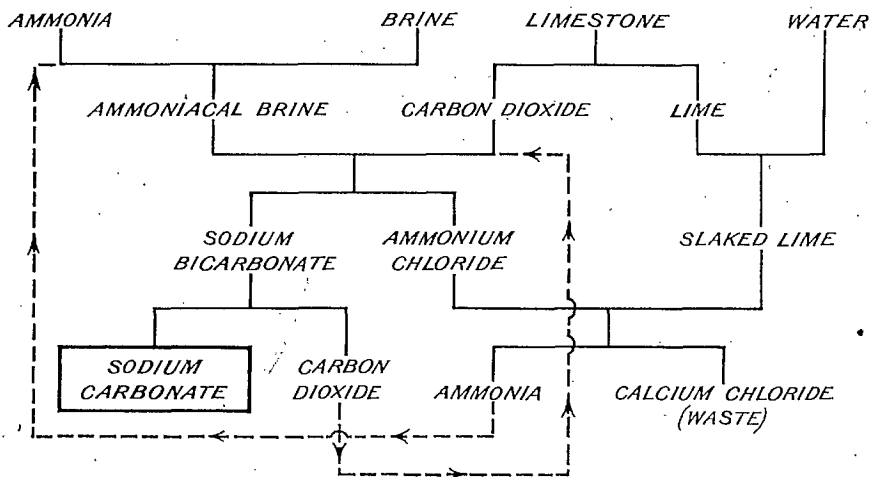 AMMONIA BRINE LIMESTONE WATER
AMMONIACAL BRINE CARBON DIOXIDE LIME
SODIUM
BICARBONATE
AMMONIUM
CHLORIDE
SLAKED LIME
SODIUM
CARBONATE
CARBON
DIOXIDE
AMMONIA
CALCIUM CHLORIDE
(WASTE)